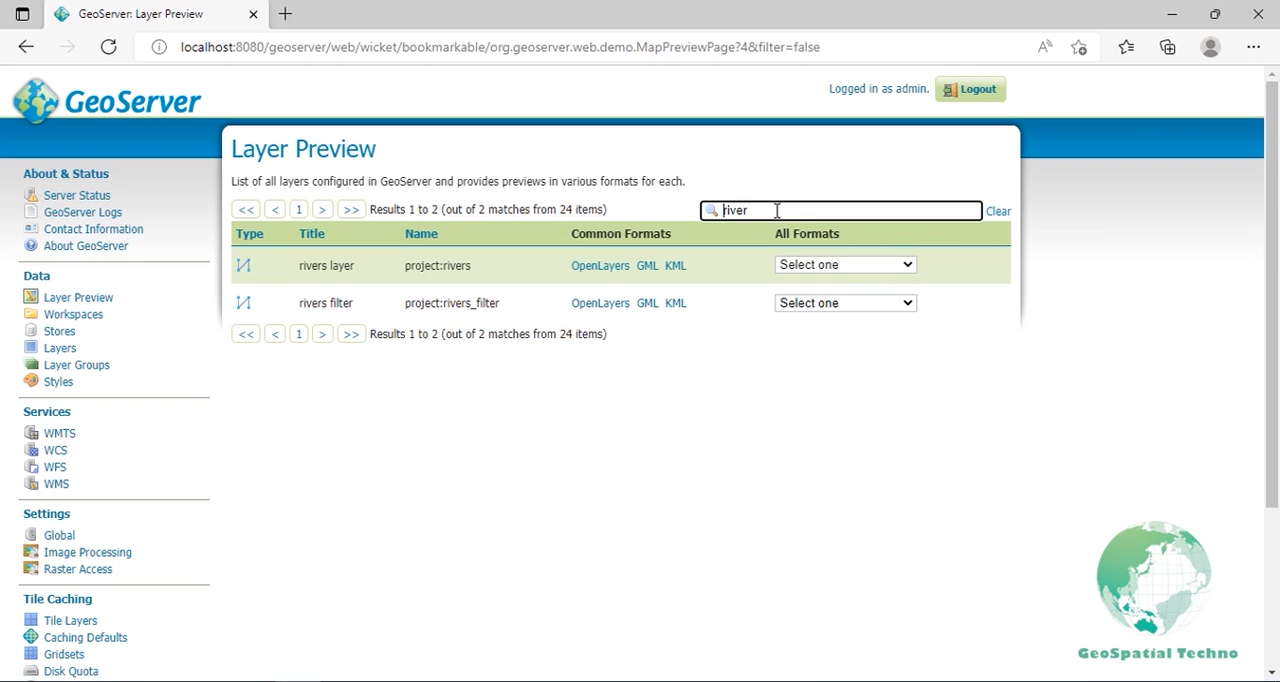 GeoServer: Layer Preview
localhost:8080/geoserver/web/wicket/bookmarkable/org.geoserver.web.demo.MapPreviewPage?4&filter=false
GeoServer
Logged in as admin.
Logout
About & Status
Server Status
GeoServer Logs
Contact Information
About GeoServer
Data
Layer Preview
Workspaces
Stores
Layers
Layer Groups
Styles
Services
WMTS
WCS
WFS
WMS
Settings
Global
Image Processing
Raster Access
Tile Caching
Tile Layers
Caching Defaults
Gridsets
Disk Quota
Layer Preview
List of all layers configured in GeoServer and provides previews in various formats for each.
<< < 1 > >> Results 1 to 2 (out of 2 matches from 24 items) river Clear
Type Title Name Common Formats All Formats
rivers layer project:rivers OpenLayers GML KML Select one
rivers filter project:rivers_filter OpenLayers GML KML Select one
<< < 1 > >> Results 1 to 2 (out of 2 matches from 24 items)
GeoSpatial Techno